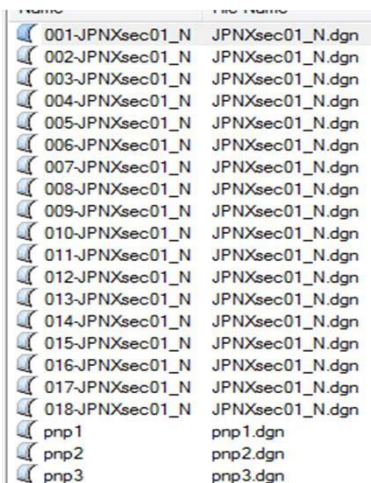 Name File Name
001-JPNXsec01_N JPNXsec01_N.dgn
002-JPNXsec01_N JPNXsec01_N.dgn
003-JPNXsec01_N JPNXsec01_N.dgn
004-JPNXsec01_N JPNXsec01_N.dgn
005-JPNXsec01_N JPNXsec01_N.dgn
006-JPNXsec01_N JPNXsec01_N.dgn
007-JPNXsec01_N JPNXsec01_N.dgn
008-JPNXsec01_N JPNXsec01_N.dgn
009-JPNXsec01_N JPNXsec01_N.dgn
010-JPNXsec01_N JPNXsec01_N.dgn
011-JPNXsec01_N JPNXsec01_N.dgn
012-JPNXsec01_N JPNXsec01_N.dgn
013-JPNXsec01_N JPNXsec01_N.dgn
014-JPNXsec01_N JPNXsec01_N.dgn
015-JPNXsec01_N JPNXsec01_N.dgn
016-JPNXsec01_N JPNXsec01_N.dgn
017-JPNXsec01_N JPNXsec01_N.dgn
018-JPNXsec01_N JPNXsec01_N.dgn
pnp1 pnp1.dgn
pnp2 pnp2.dgn
pnp3 pnp3.dgn